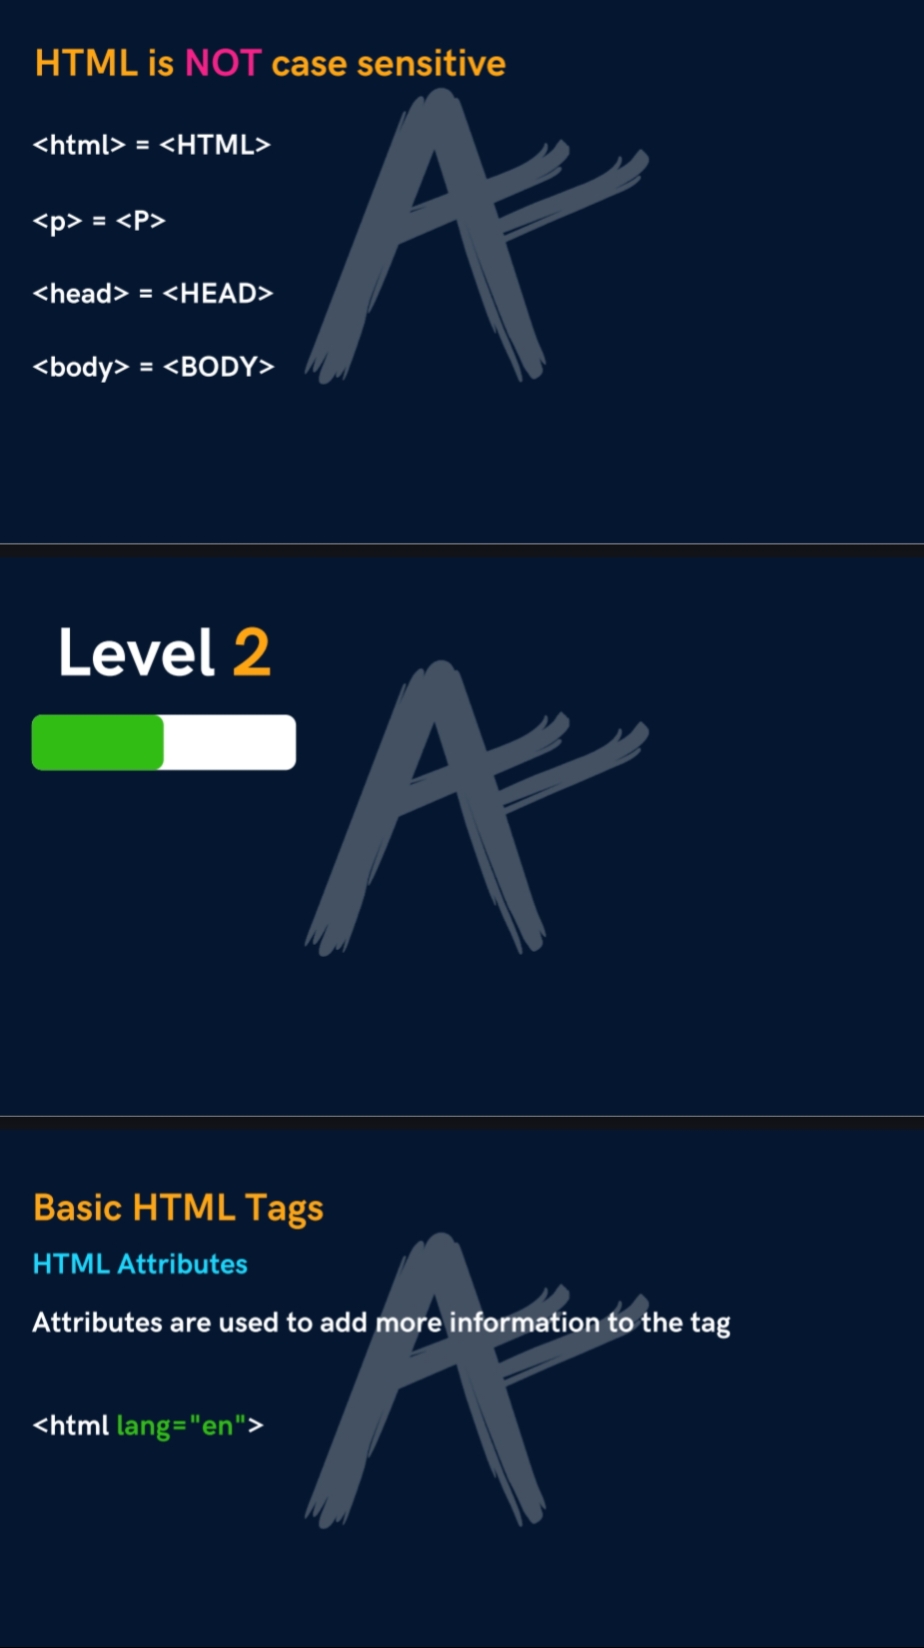 HTML is NOT case sensitive
<html> = <HTML>
<p> = <P>
<head> = <HEAD>
<body> = <BODY>
Level 2
Basic HTML Tags
HTML Attributes
Attributes are used to add more information to the tag
<html lang="en">